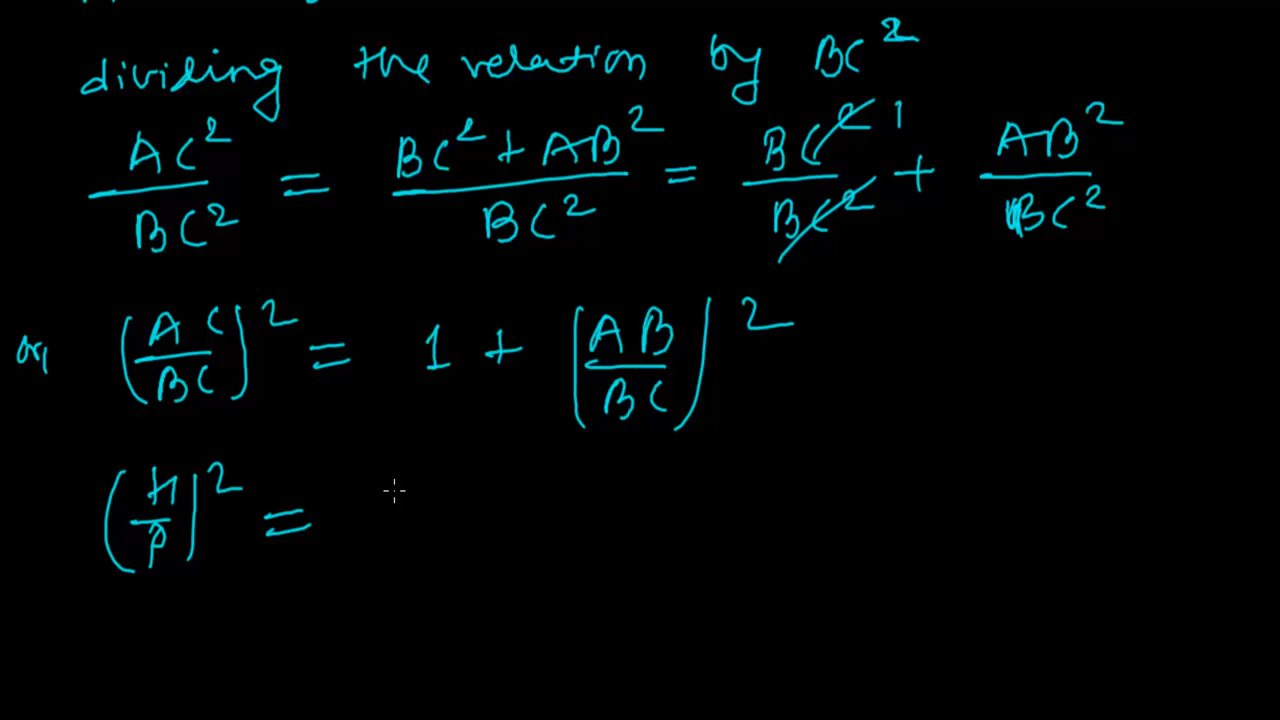 dividing the relation by BC²
AC²/BC² = (BC² + AB²)/BC² = BC²/BC² 1 + AB²/BC²
or, (AC/BC)² = 1 + (AB/BC)²
(H/P)² =